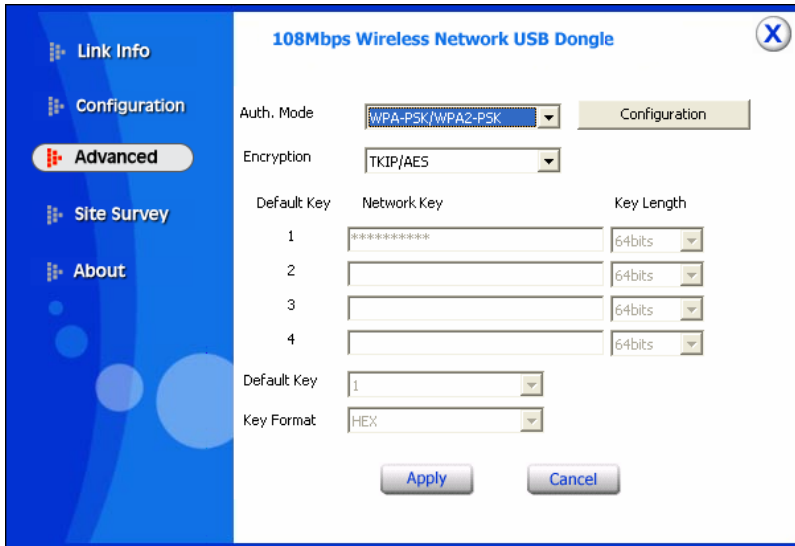 Link Info
Configuration
Advanced
Site Survey
About
108Mbps Wireless Network USB Dongle
X
Auth. Mode WPA-PSK/WPA2-PSK Configuration
Encryption TKIP/AES
Default Key Network Key Key Length
1 ********** 64bits
2 64bits
3 64bits
4 64bits
Default Key 1
Key Format HEX
Apply Cancel